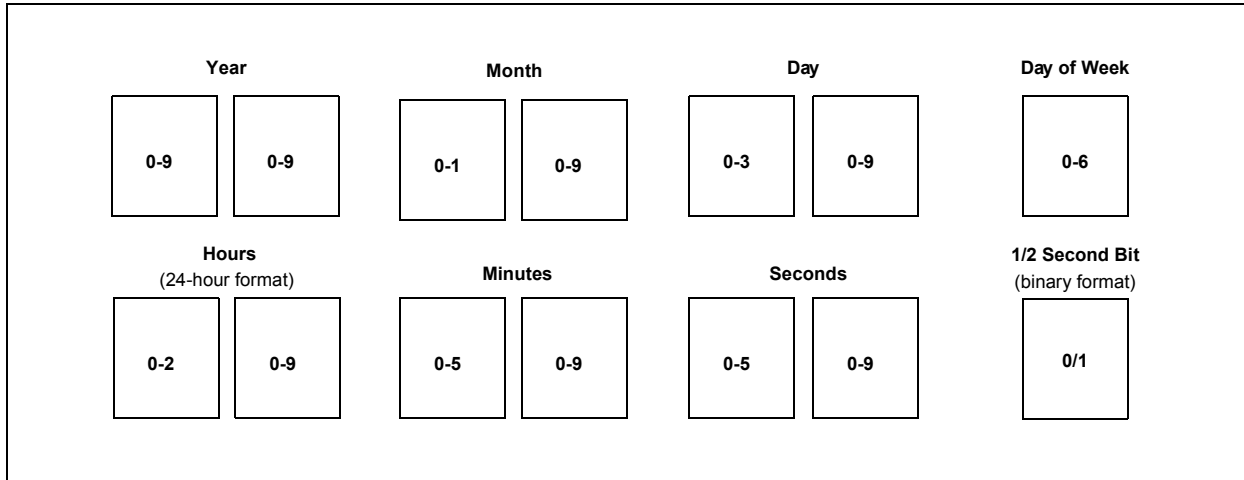 Year Month Day Day of Week
0-9 0-9 0-1 0-9 0-3 0-9 0-6
Hours
(24-hour format)
Minutes Seconds
1/2 Second Bit
(binary format)
0-2 0-9 0-5 0-9 0-5 0-9 0/1